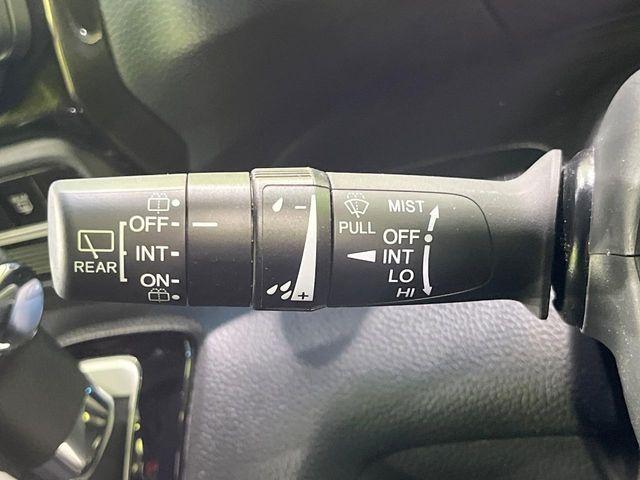 REAR
OFF
INT
ON
−
+
PULL
MIST
OFF
INT
LO
HI